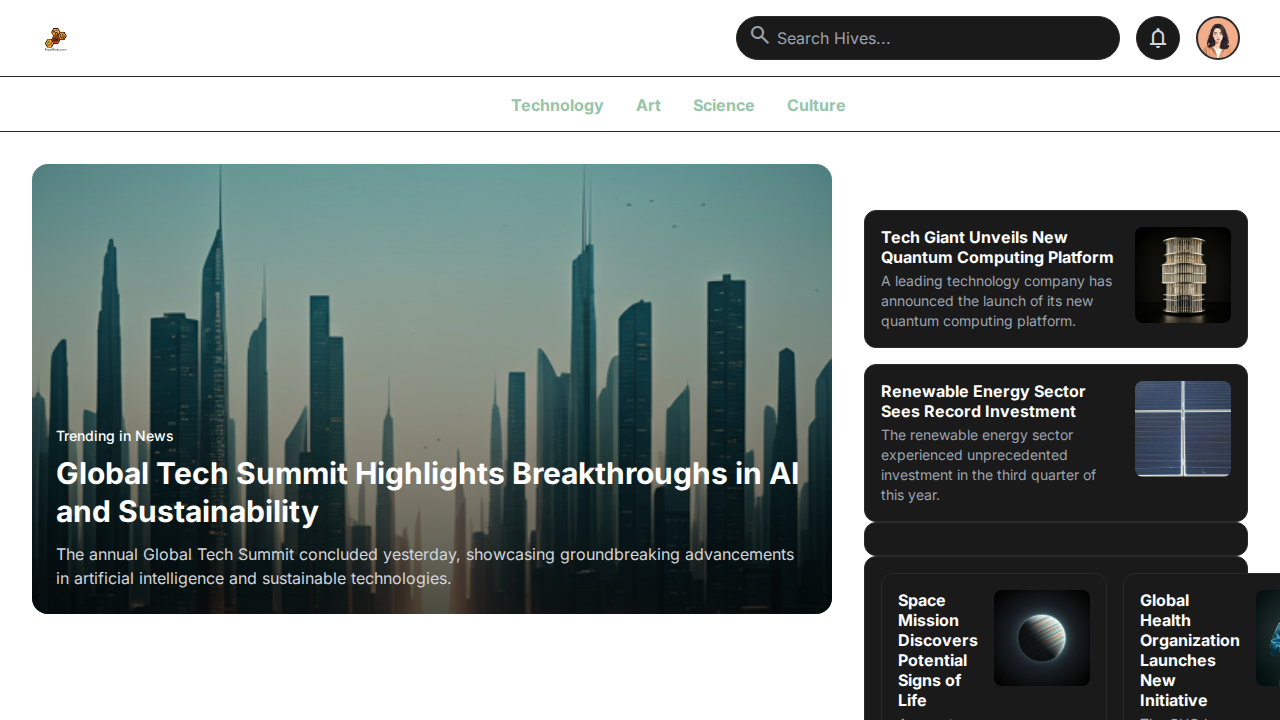 Search Hives...
Technology Art Science Culture
Trending in News
Global Tech Summit Highlights Breakthroughs in AI
and Sustainability
The annual Global Tech Summit concluded yesterday, showcasing groundbreaking advancements
in artificial intelligence and sustainable technologies.
Tech Giant Unveils New
Quantum Computing Platform
A leading technology company has
announced the launch of its new
quantum computing platform.
Renewable Energy Sector
Sees Record Investment
The renewable energy sector
experienced unprecedented
investment in the third quarter of
this year.
Space
Mission
Discovers
Potential
Signs of
Life
Global
Health
Organization
Launches
New
Initiative